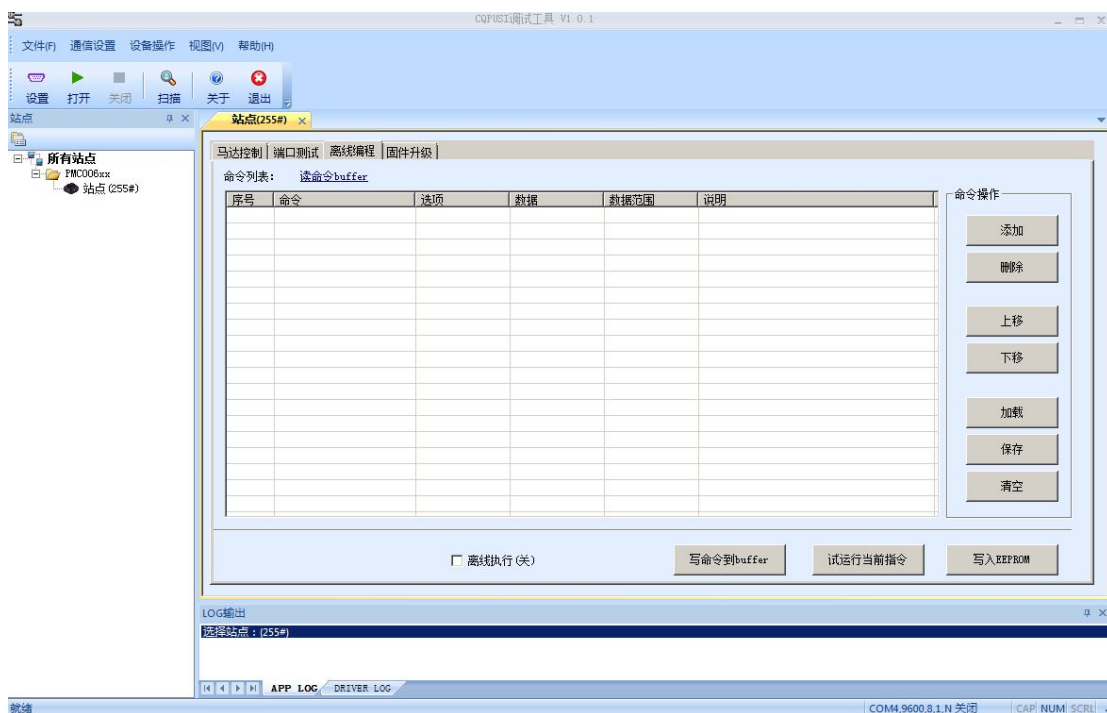 CQPUSI调试工具 V1.0.1
文件(F) 通信设置 设备操作 视图(V) 帮助(H)
设置 打开 关闭 扫描 关于 退出
站点
站点(255#)
所有站点
PMC006xx
站点(255#)
马达控制 端口测试 离线编程 固件升级
命令列表: 读命令buffer
序号 命令 选项 数据 数据范围 说明
命令操作
添加
删除
上移
下移
加载
保存
清空
离线执行(关) 写命令到buffer 试运行当前指令 写入EEPROM
LOG输出
选择站点:(255#)
APP LOG DRIVER LOG
就绪 COM4,9600,8,1,N 关闭 CAP NUM SCRL